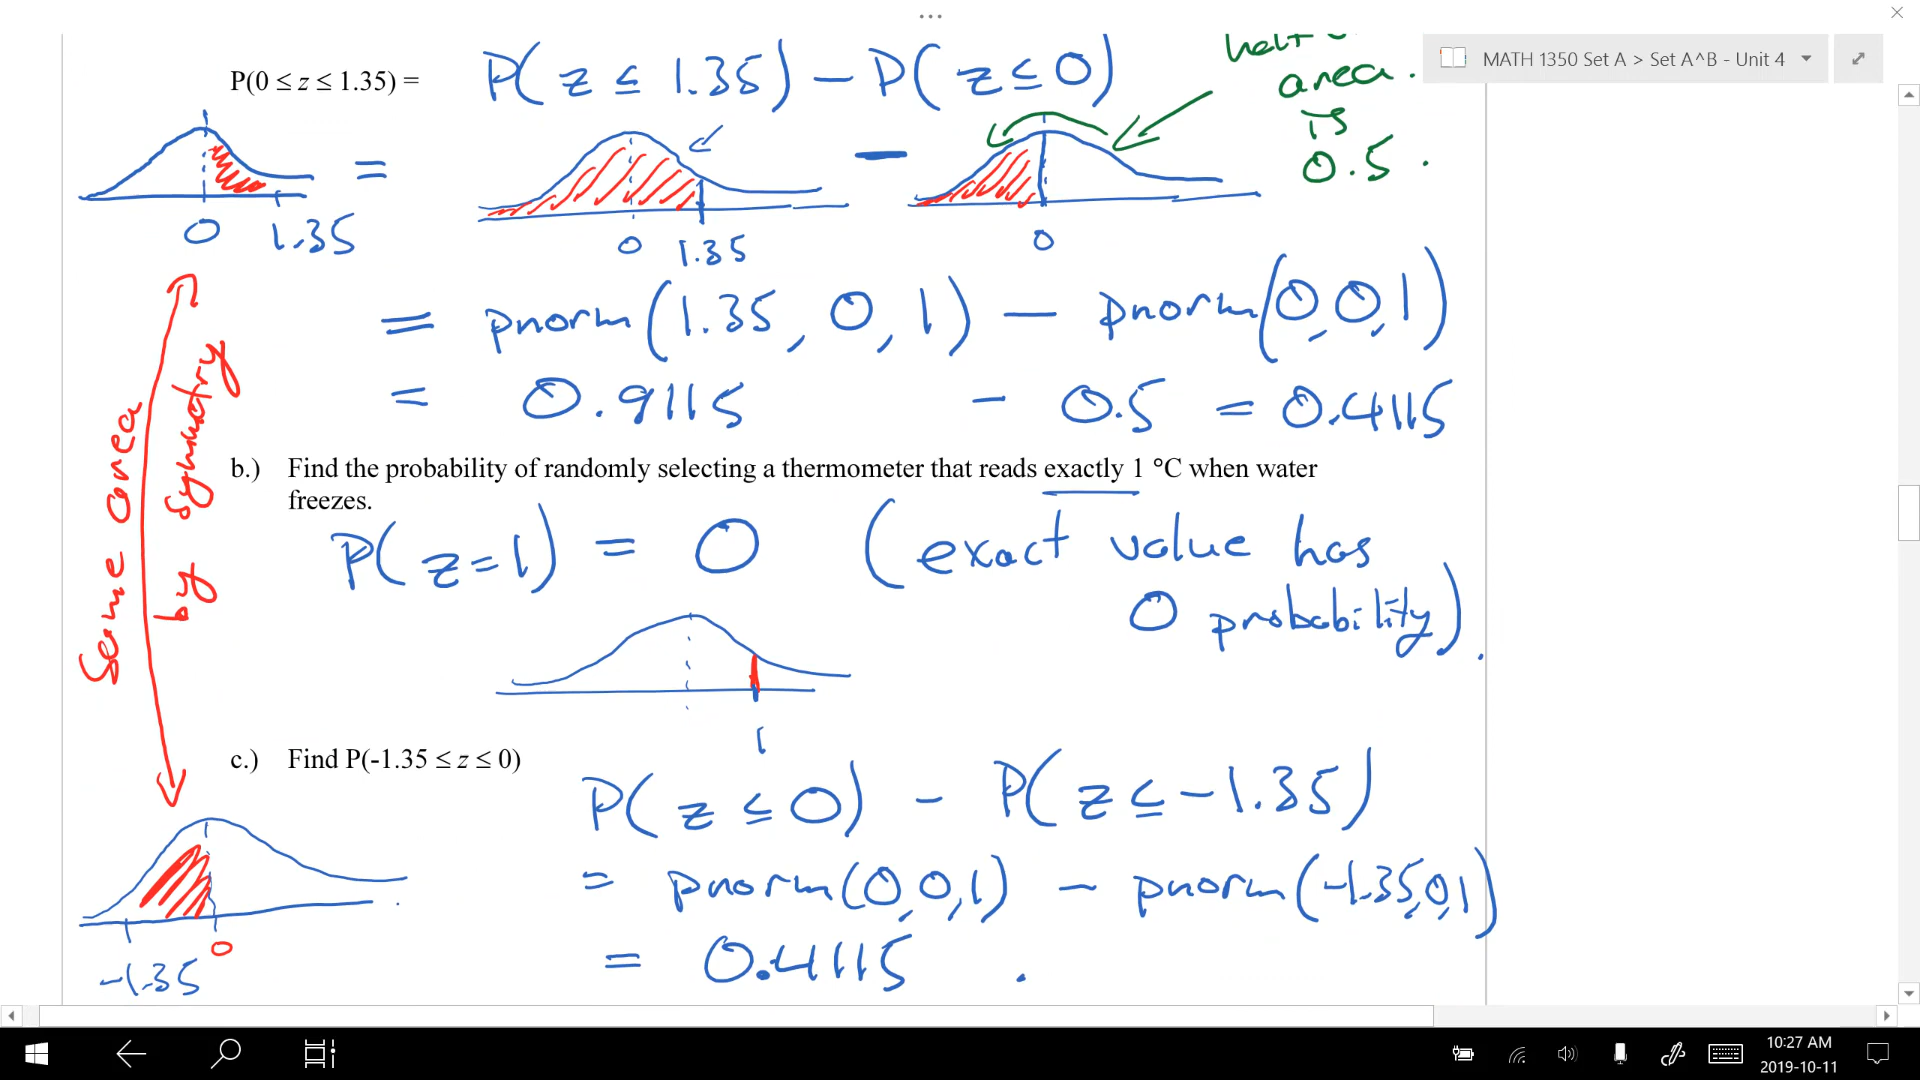 MATH 1350 Set A > Set A^B - Unit 4
P(0 ≤ z ≤ 1.35) = P( z ≤ 1.35) − P( z ≤ 0)
area.
is
0.5.
= −
0 1.35 0 1.35 0
= pnorm(1.35, 0, 1) − pnorm(0,0,1)
= 0.9115 - 0.5 = 0.4115
Same area
by symmetry
b.) Find the probability of randomly selecting a thermometer that reads exactly 1 °C when water
freezes.
P( z=1) = 0 (exact value has
0 probability).
1
c.) Find P(-1.35 ≤ z ≤ 0)
P( z ≤ 0) - P( z ≤ -1.35)
= pnorm(0,0,1) - pnorm(-1.35,0,1)
= 0.4115.
-1.35 0
10:27 AM
2019-10-11